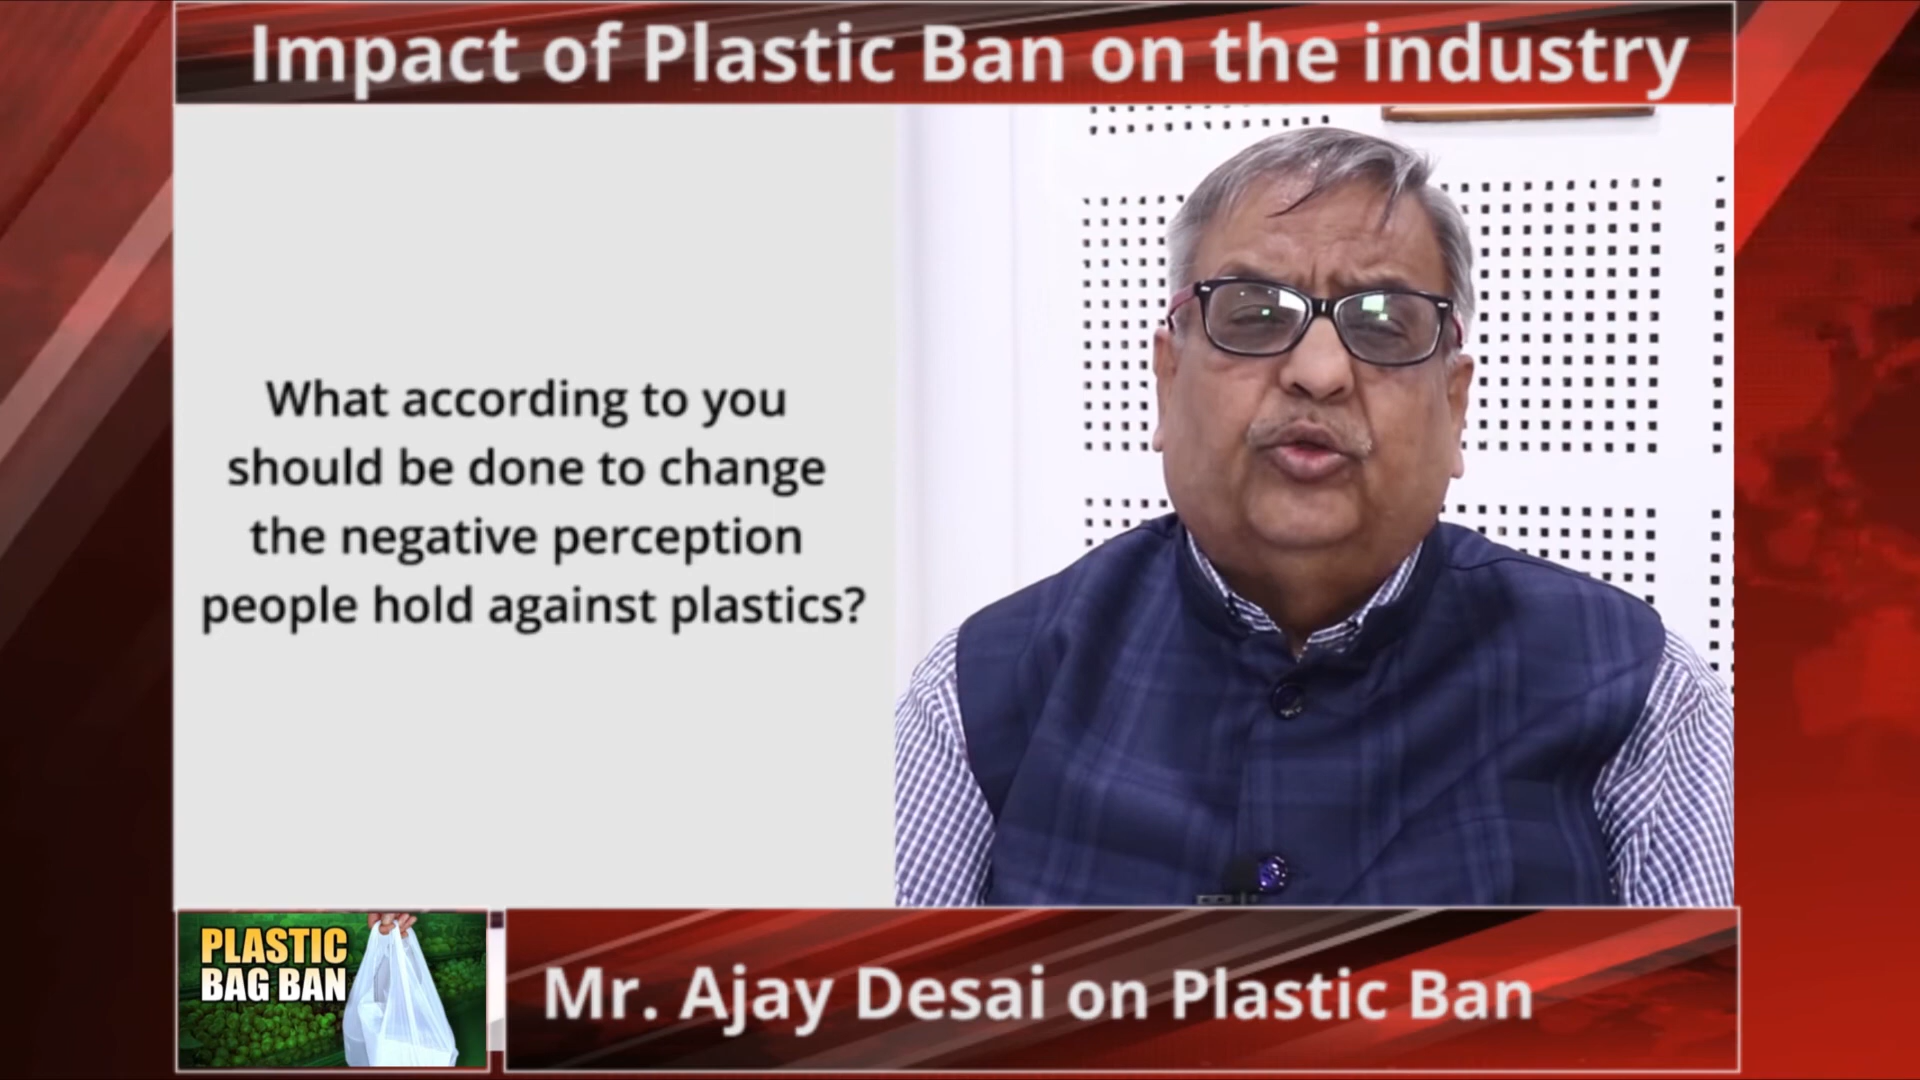 Impact of Plastic Ban on the industry
What according to you
should be done to change
the negative perception
people hold against plastics?
PLASTIC
BAG BAN
Mr. Ajay Desai on Plastic Ban